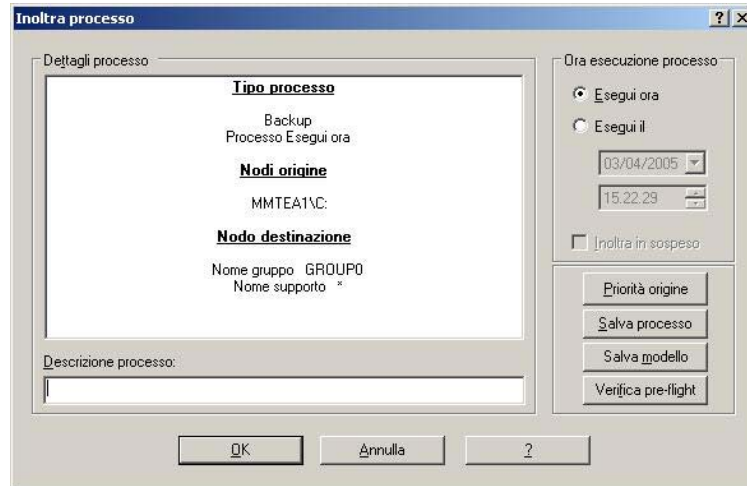 Inoltra processo
Dettagli processo
Tipo processo
Backup
Processo Esegui ora
Nodi origine
MMTEA1\C:
Nodo destinazione
Nome gruppo GROUP0
Nome supporto *
Descrizione processo:
Ora esecuzione processo
Esegui ora
Esegui il
03/04/2005
15.22.29
Inoltra in sospeso
Priorità origine
Salva processo
Salva modello
Verifica pre-flight
OK
Annulla
?